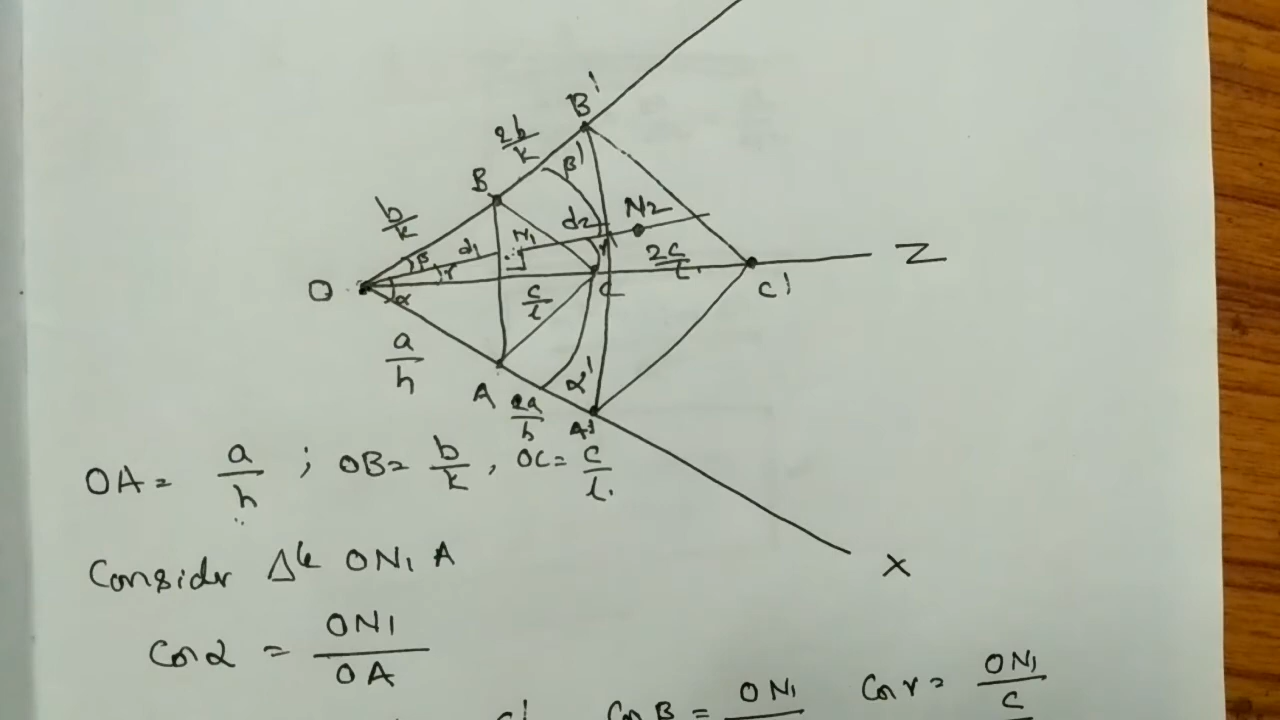 B'
2b/k
β'
B
b/k
d2
N2
N1
d1
β
r
r
2c/l
Z
O
α
c/l
C
C'
a/h
A
2a/h
α'
A'
OA = a/h ; OB = b/k , OC = c/l.
Consider Δle ON1 A
Cos α = ON1/OA
Cos B = ON1
Cos r = ON1/c
X